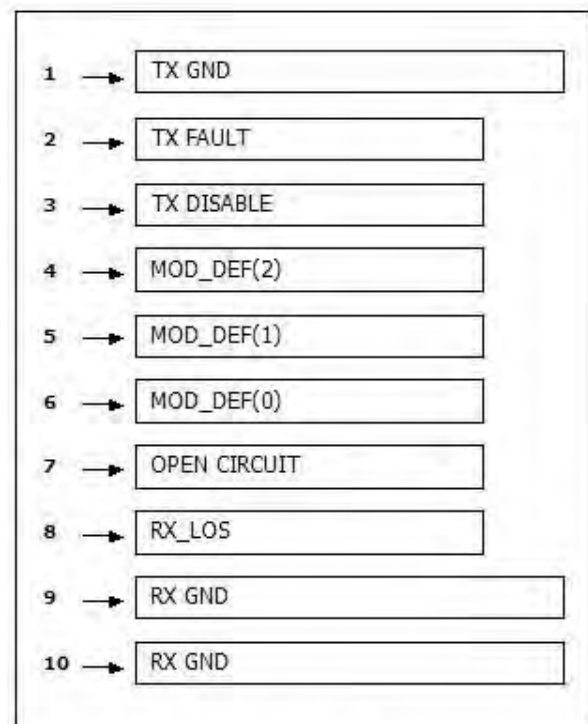 1 TX GND
2 TX FAULT
3 TX DISABLE
4 MOD_DEF(2)
5 MOD_DEF(1)
6 MOD_DEF(0)
7 OPEN CIRCUIT
8 RX_LOS
9 RX GND
10 RX GND